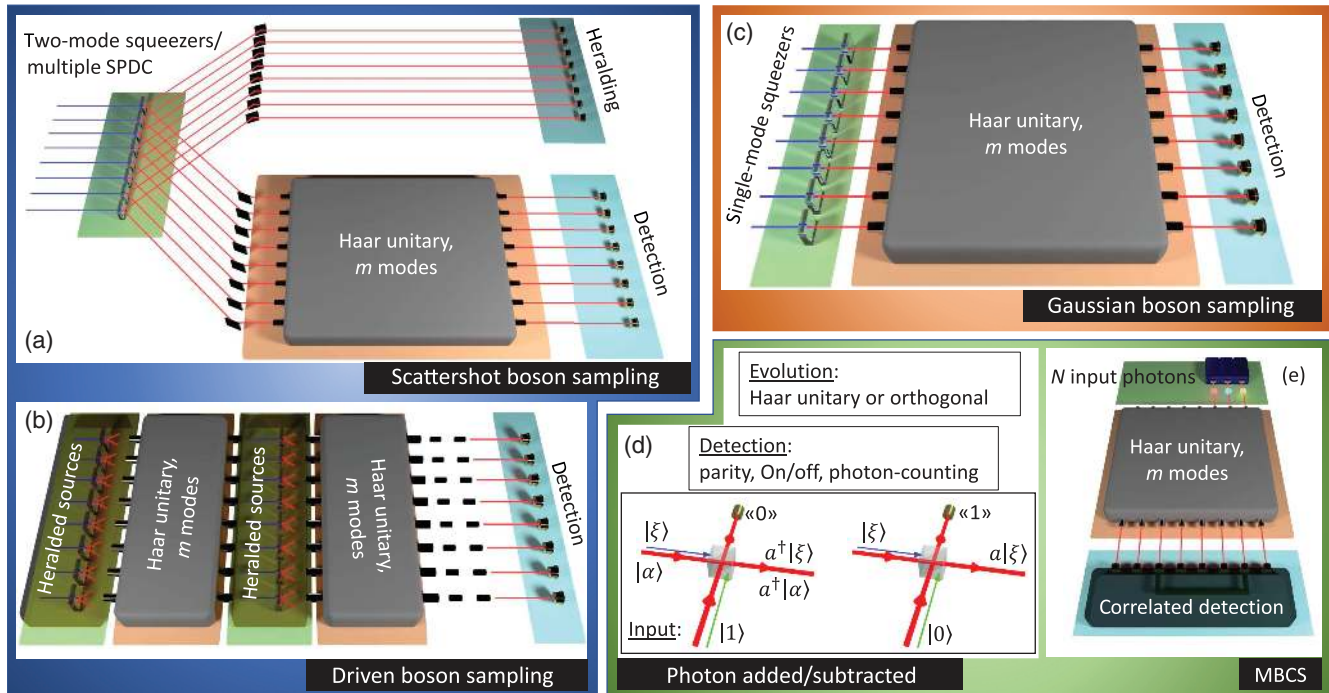 (a)
Two-mode squeezers/
multiple SPDC
Heralding
Haar unitary,
m modes
Detection
Scattershot boson sampling
(b)
Heralded sources
Haar unitary,
m modes
Heralded sources
Haar unitary,
m modes
Detection
Driven boson sampling
(c)
Single-mode squeezers
Haar unitary,
m modes
Detection
Gaussian boson sampling
(d)
Evolution:
Haar unitary or orthogonal
Detection:
parity, On/off, photon-counting
«0»
|ξ⟩
|α⟩
a†|ξ⟩
a†|α⟩
Input:
|1⟩
«1»
|ξ⟩
a|ξ⟩
|0⟩
Photon added/subtracted
(e)
N input photons
Haar unitary,
m modes
Correlated detection
MBCS